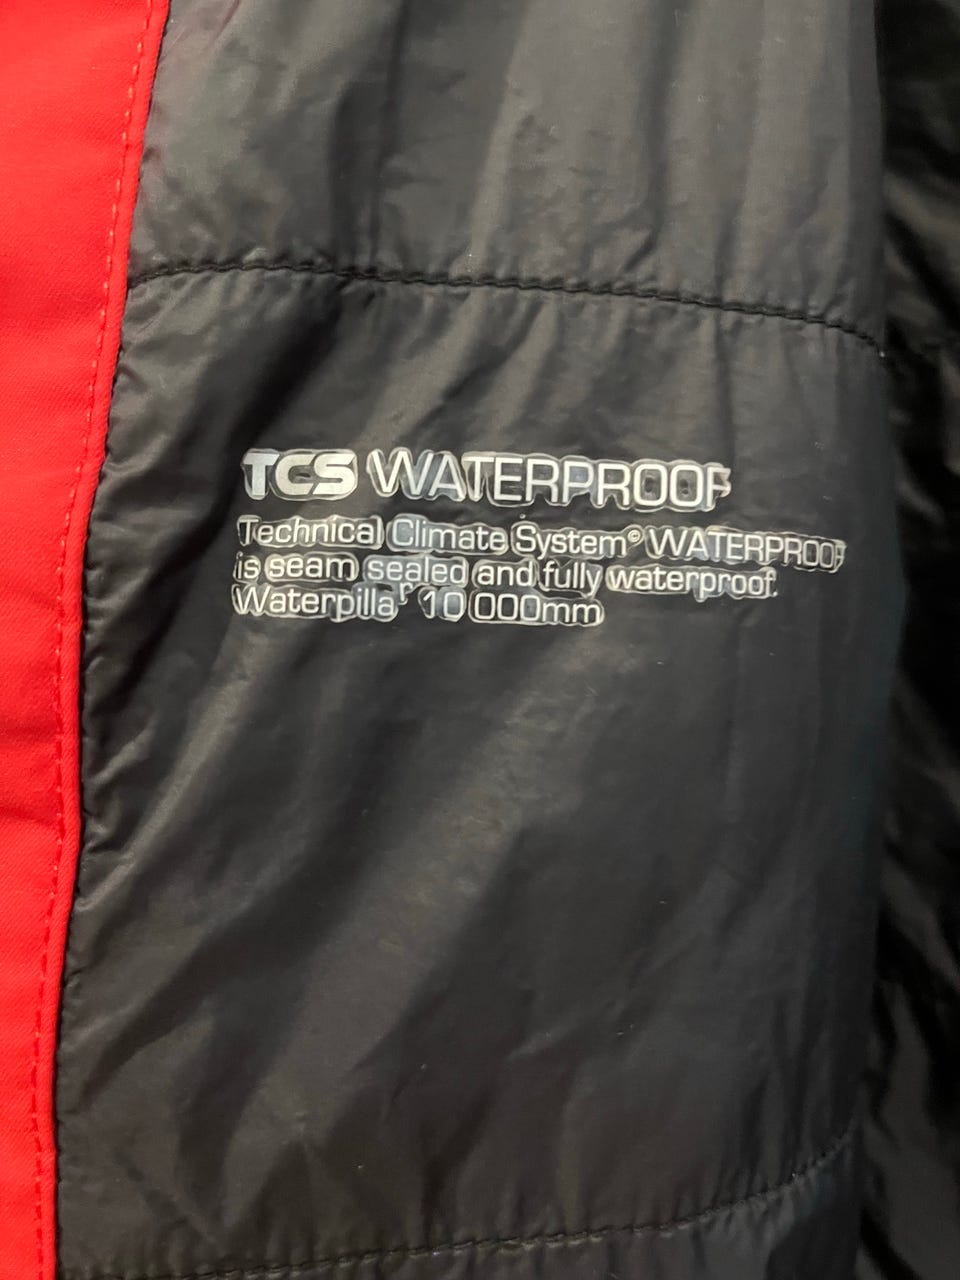 TCS WATERPROOF
Technical Climate System© WATERPROOF
is seam sealed and fully waterproof.
Waterpillar 10 000mm